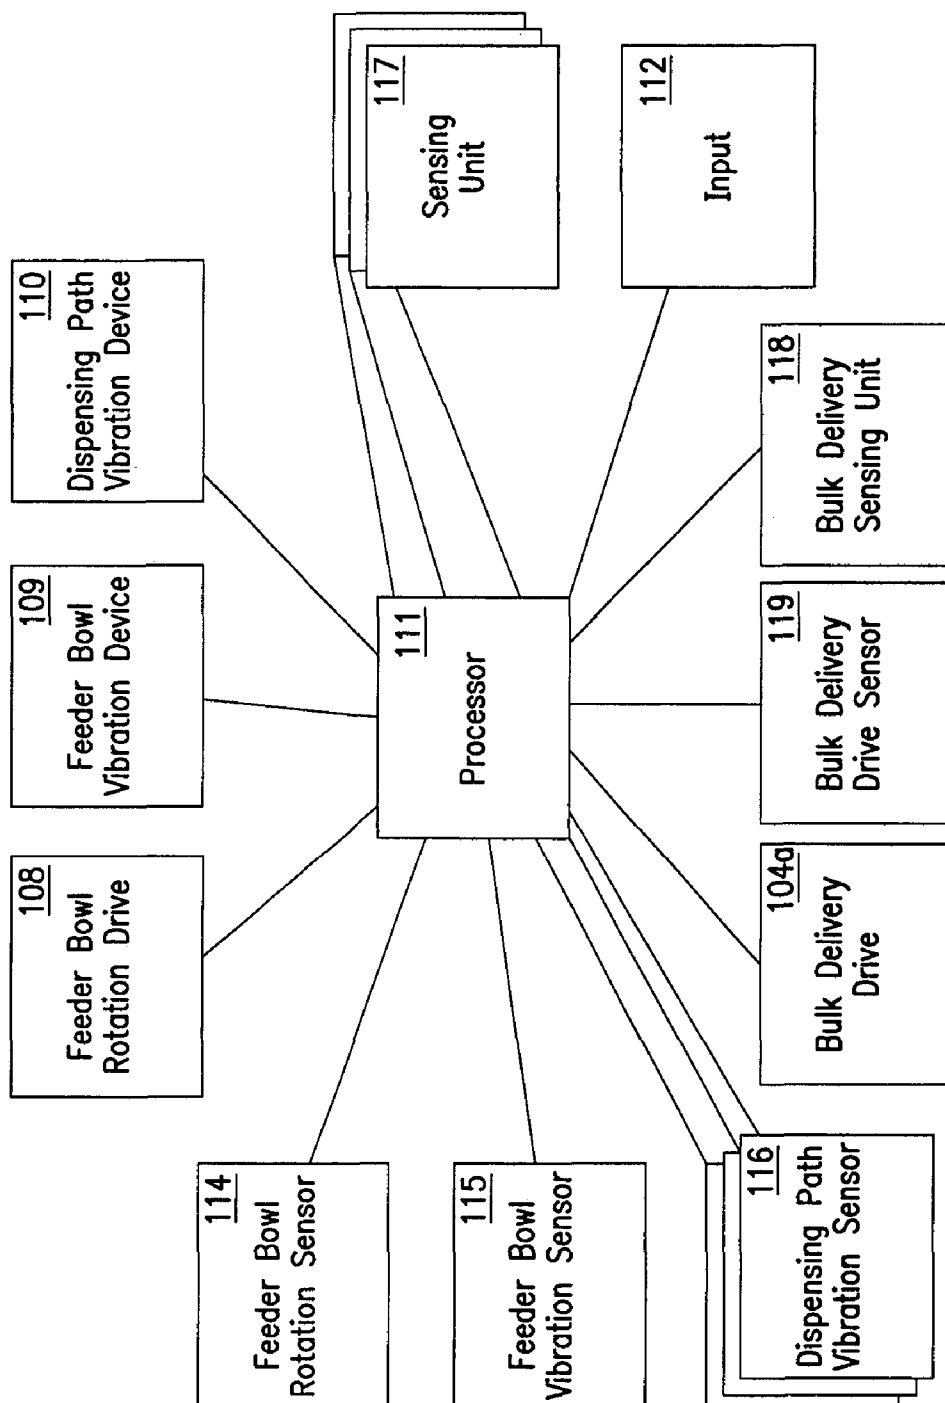 108
Feeder Bowl
Rotation Drive
109
Feeder Bowl
Vibration Device
110
Dispensing Path
Vibration Device
114
Feeder Bowl
Rotation Sensor
111
Processor
117
Sensing
Unit
115
Feeder Bowl
Vibration Sensor
112
Input
116
Dispensing Path
Vibration Sensor
104a
Bulk Delivery
Drive
119
Bulk Delivery
Drive Sensor
118
Bulk Delivery
Sensing Unit